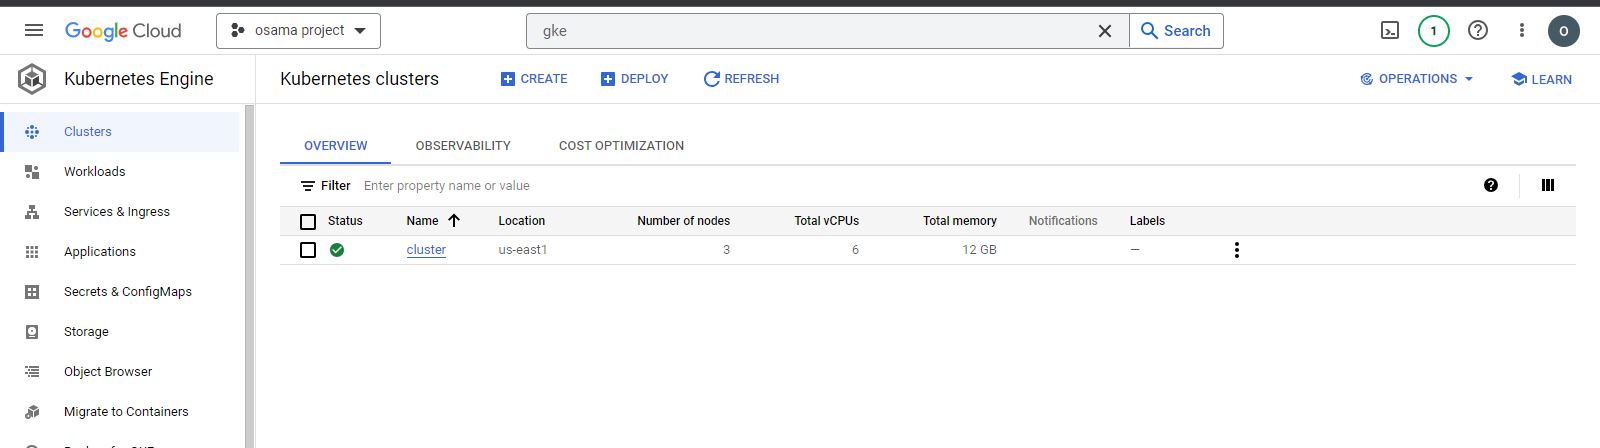 Google Cloud
osama project
gke
Search
1
O
Kubernetes Engine
Kubernetes clusters
CREATE
DEPLOY
REFRESH
OPERATIONS
LEARN
Clusters
Workloads
Services & Ingress
Applications
Secrets & ConfigMaps
Storage
Object Browser
Migrate to Containers
OVERVIEW
OBSERVABILITY
COST OPTIMIZATION
Filter Enter property name or value
Status Name Location Number of nodes Total vCPUs Total memory Notifications Labels
cluster us-east1 3 6 12 GB —